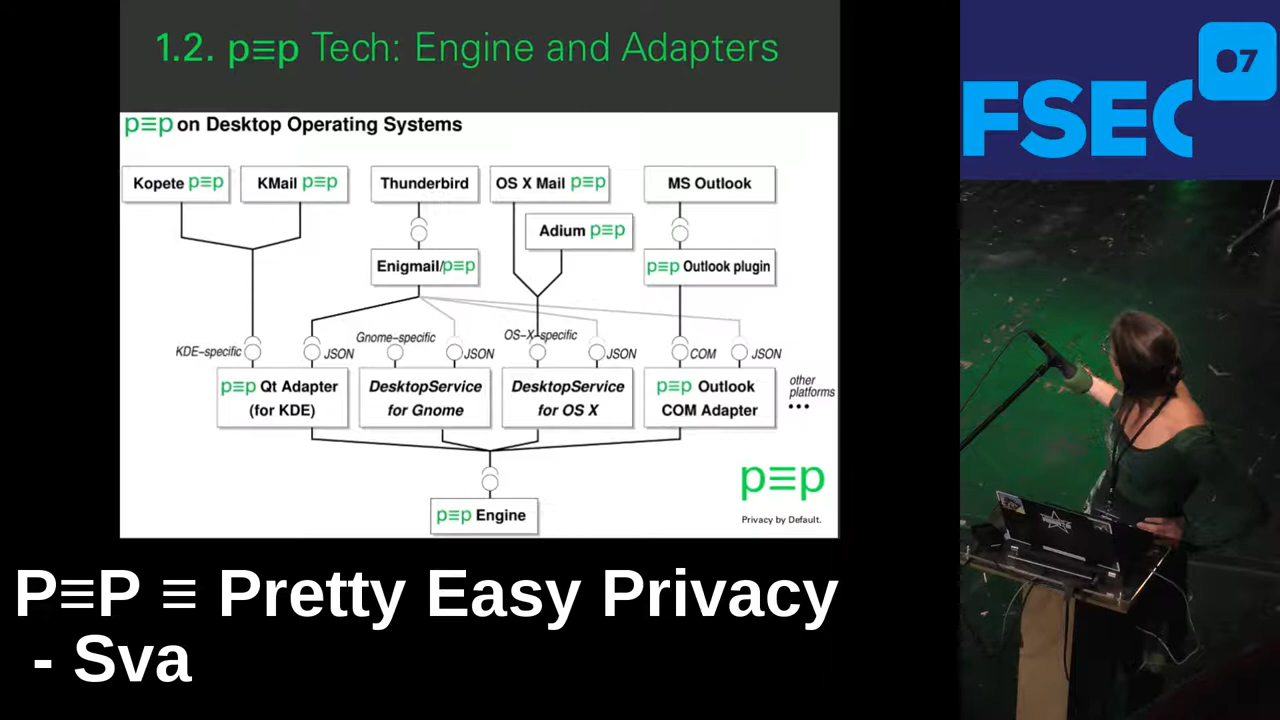 1.2. p≡p Tech: Engine and Adapters
p≡p on Desktop Operating Systems
Kopete p≡p
KMail p≡p
Thunderbird
OS X Mail p≡p
MS Outlook
Adium p≡p
Enigmail/p≡p
p≡p Outlook plugin
KDE-specific
JSON
Gnome-specific
JSON
OS-X-specific
JSON
COM
JSON
p≡p Qt Adapter
(for KDE)
DesktopService
for Gnome
DesktopService
for OS X
p≡p Outlook
COM Adapter
other
platforms
...
p≡p Engine
p≡p
Privacy by Default.
P≡P ≡ Pretty Easy Privacy
- Sva
FSEC
07